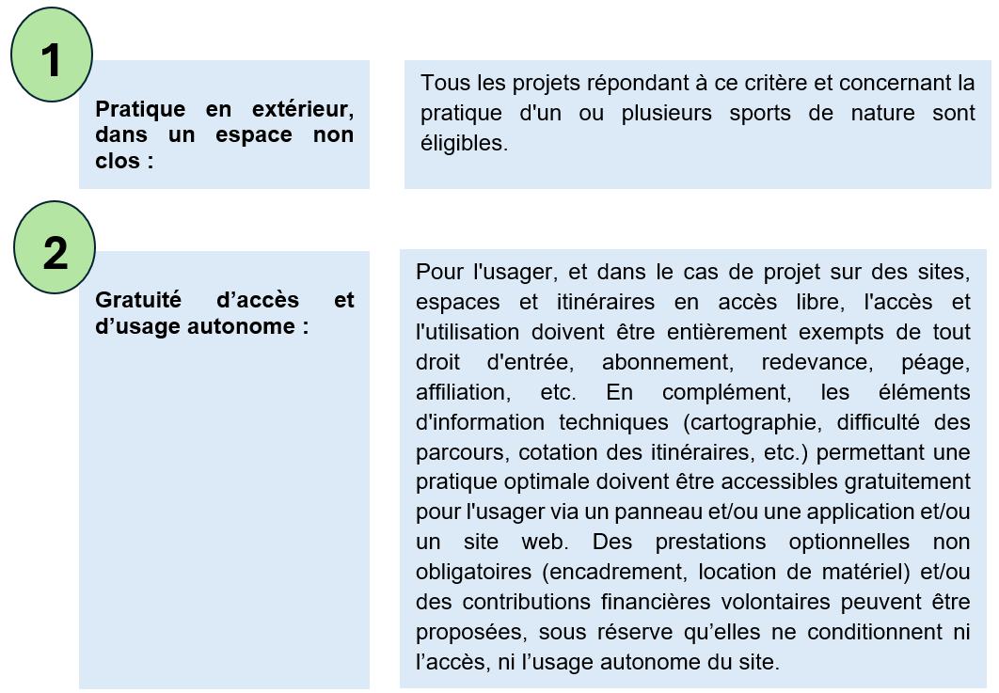 1
Pratique en extérieur,
dans un espace non
clos :
Tous les projets répondant à ce critère et concernant la
pratique d'un ou plusieurs sports de nature sont
éligibles.
2
Gratuité d’accès et
d’usage autonome :
Pour l'usager, et dans le cas de projet sur des sites,
espaces et itinéraires en accès libre, l'accès et
l'utilisation doivent être entièrement exempts de tout
droit d'entrée, abonnement, redevance, péage,
affiliation, etc. En complément, les éléments
d'information techniques (cartographie, difficulté des
parcours, cotation des itinéraires, etc.) permettant une
pratique optimale doivent être accessibles gratuitement
pour l'usager via un panneau et/ou une application et/ou
un site web. Des prestations optionnelles non
obligatoires (encadrement, location de matériel) et/ou
des contributions financières volontaires peuvent être
proposées, sous réserve qu’elles ne conditionnent ni
l’accès, ni l’usage autonome du site.